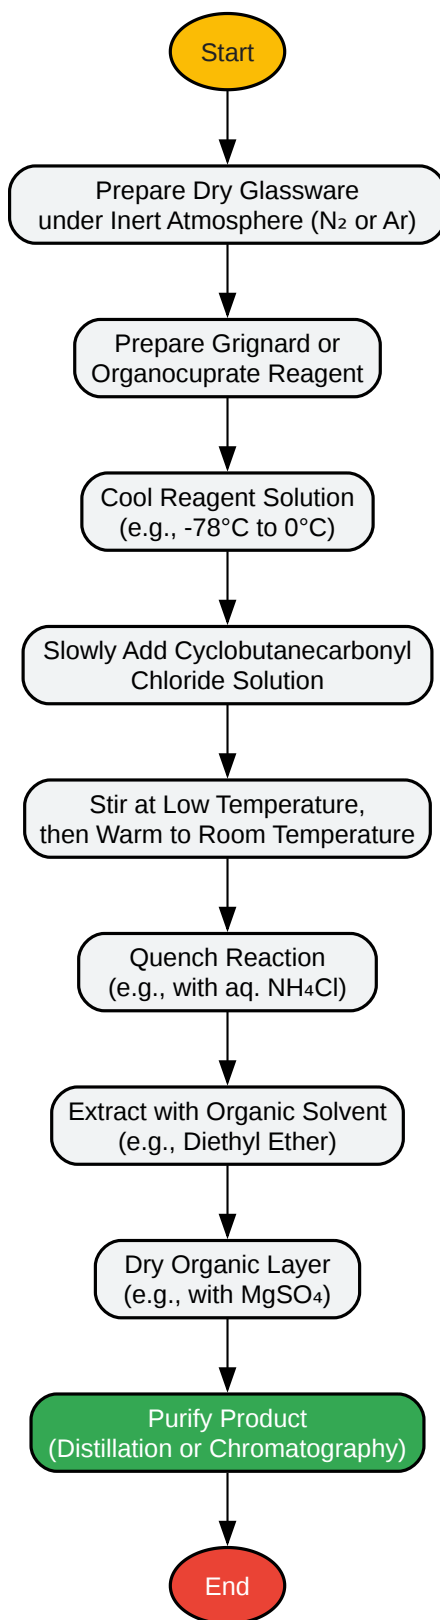 Start
Prepare Dry Glassware
under Inert Atmosphere (N₂ or Ar)
Prepare Grignard or
Organocuprate Reagent
Cool Reagent Solution
(e.g., -78°C to 0°C)
Slowly Add Cyclobutanecarbonyl
Chloride Solution
Stir at Low Temperature,
then Warm to Room Temperature
Quench Reaction
(e.g., with aq. NH₄Cl)
Extract with Organic Solvent
(e.g., Diethyl Ether)
Dry Organic Layer
(e.g., with MgSO₄)
Purify Product
(Distillation or Chromatography)
End